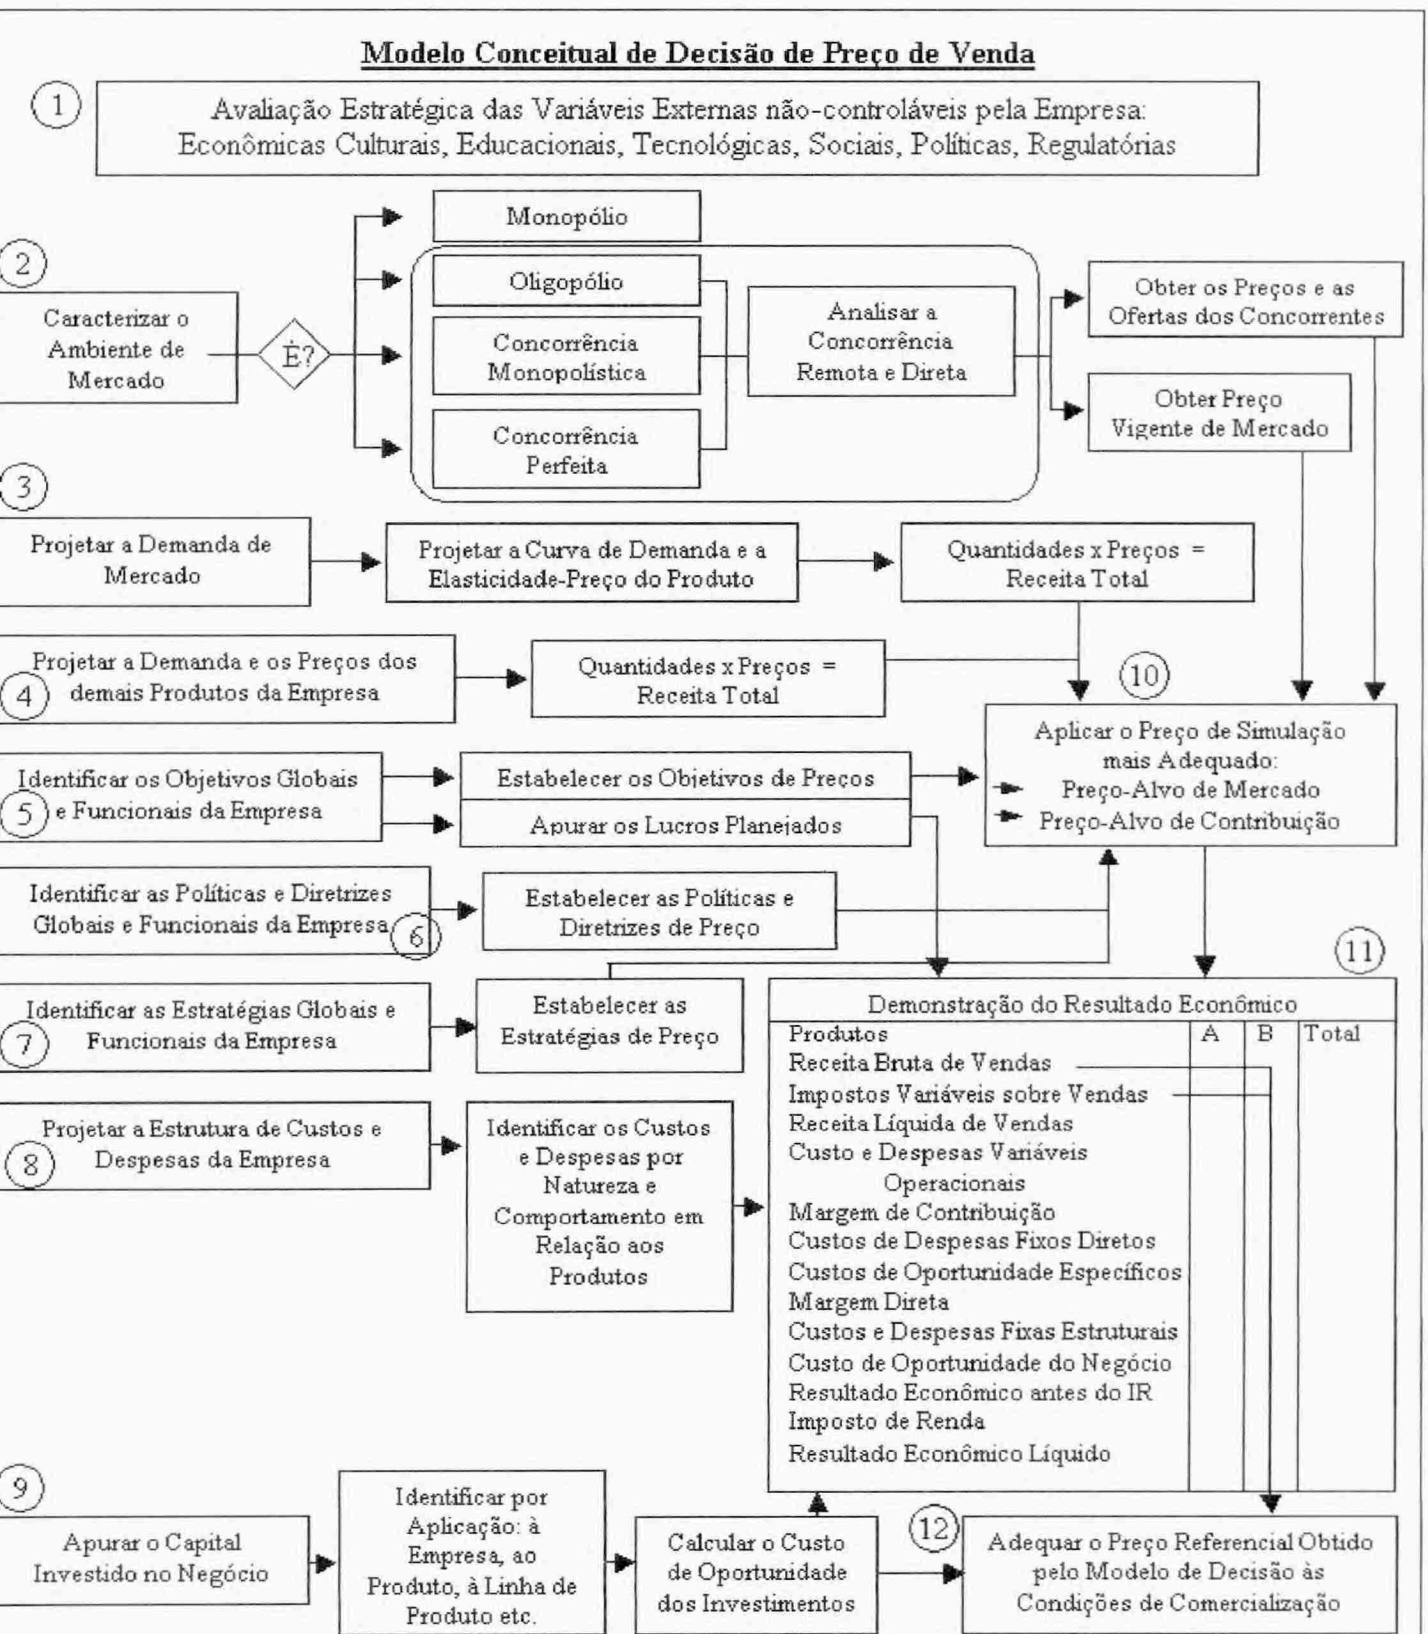 Modelo Conceitual de Decisão de Preço de Venda
1
Avaliação Estratégica das Variáveis Externas não-controláveis pela Empresa:
Econômicas Culturais, Educacionais, Tecnológicas, Sociais, Políticas, Regulatórias
2
Caracterizar o
Ambiente de
Mercado
É?
Monopólio
Oligopólio
Concorrência
Monopolística
Concorrência
Perfeita
Analisar a
Concorrência
Remota e Direta
Obter os Preços e as
Ofertas dos Concorrentes
Obter Preço
Vigente de Mercado
3
Projetar a Demanda de
Mercado
Projetar a Curva de Demanda e a
Elasticidade-Preço do Produto
Quantidades x Preços =
Receita Total
4
Projetar a Demanda e os Preços dos
demais Produtos da Empresa
Quantidades x Preços =
Receita Total
10
Aplicar o Preço de Simulação
mais Adequado:
Preço-Alvo de Mercado
Preço-Alvo de Contribuição
5
Identificar os Objetivos Globais
e Funcionais da Empresa
Estabelecer os Objetivos de Preços
Apurar os Lucros Planejados
6
Identificar as Políticas e Diretrizes
Globais e Funcionais da Empresa
Estabelecer as Políticas e
Diretrizes de Preço
7
Identificar as Estratégias Globais e
Funcionais da Empresa
Estabelecer as
Estratégias de Preço
8
Projetar a Estrutura de Custos e
Despesas da Empresa
Identificar os Custos
e Despesas por
Natureza e
Comportamento em
Relação aos
Produtos
11
Demonstração do Resultado Econômico
Produtos A B Total
Receita Bruta de Vendas
Impostos Variáveis sobre Vendas
Receita Líquida de Vendas
Custo e Despesas Variáveis
Operacionais
Margem de Contribuição
Custos de Despesas Fixos Diretos
Custos de Oportunidade Específicos
Margem Direta
Custos e Despesas Fixas Estruturais
Custo de Oportunidade do Negócio
Resultado Econômico antes do IR
Imposto de Renda
Resultado Econômico Líquido
9
Apurar o Capital
Investido no Negócio
Identificar por
Aplicação: à
Empresa, ao
Produto, à Linha de
Produto etc.
Calcular o Custo
de Oportunidade
dos Investimentos
12
Adequar o Preço Referencial Obtido
pelo Modelo de Decisão às
Condições de Comercialização